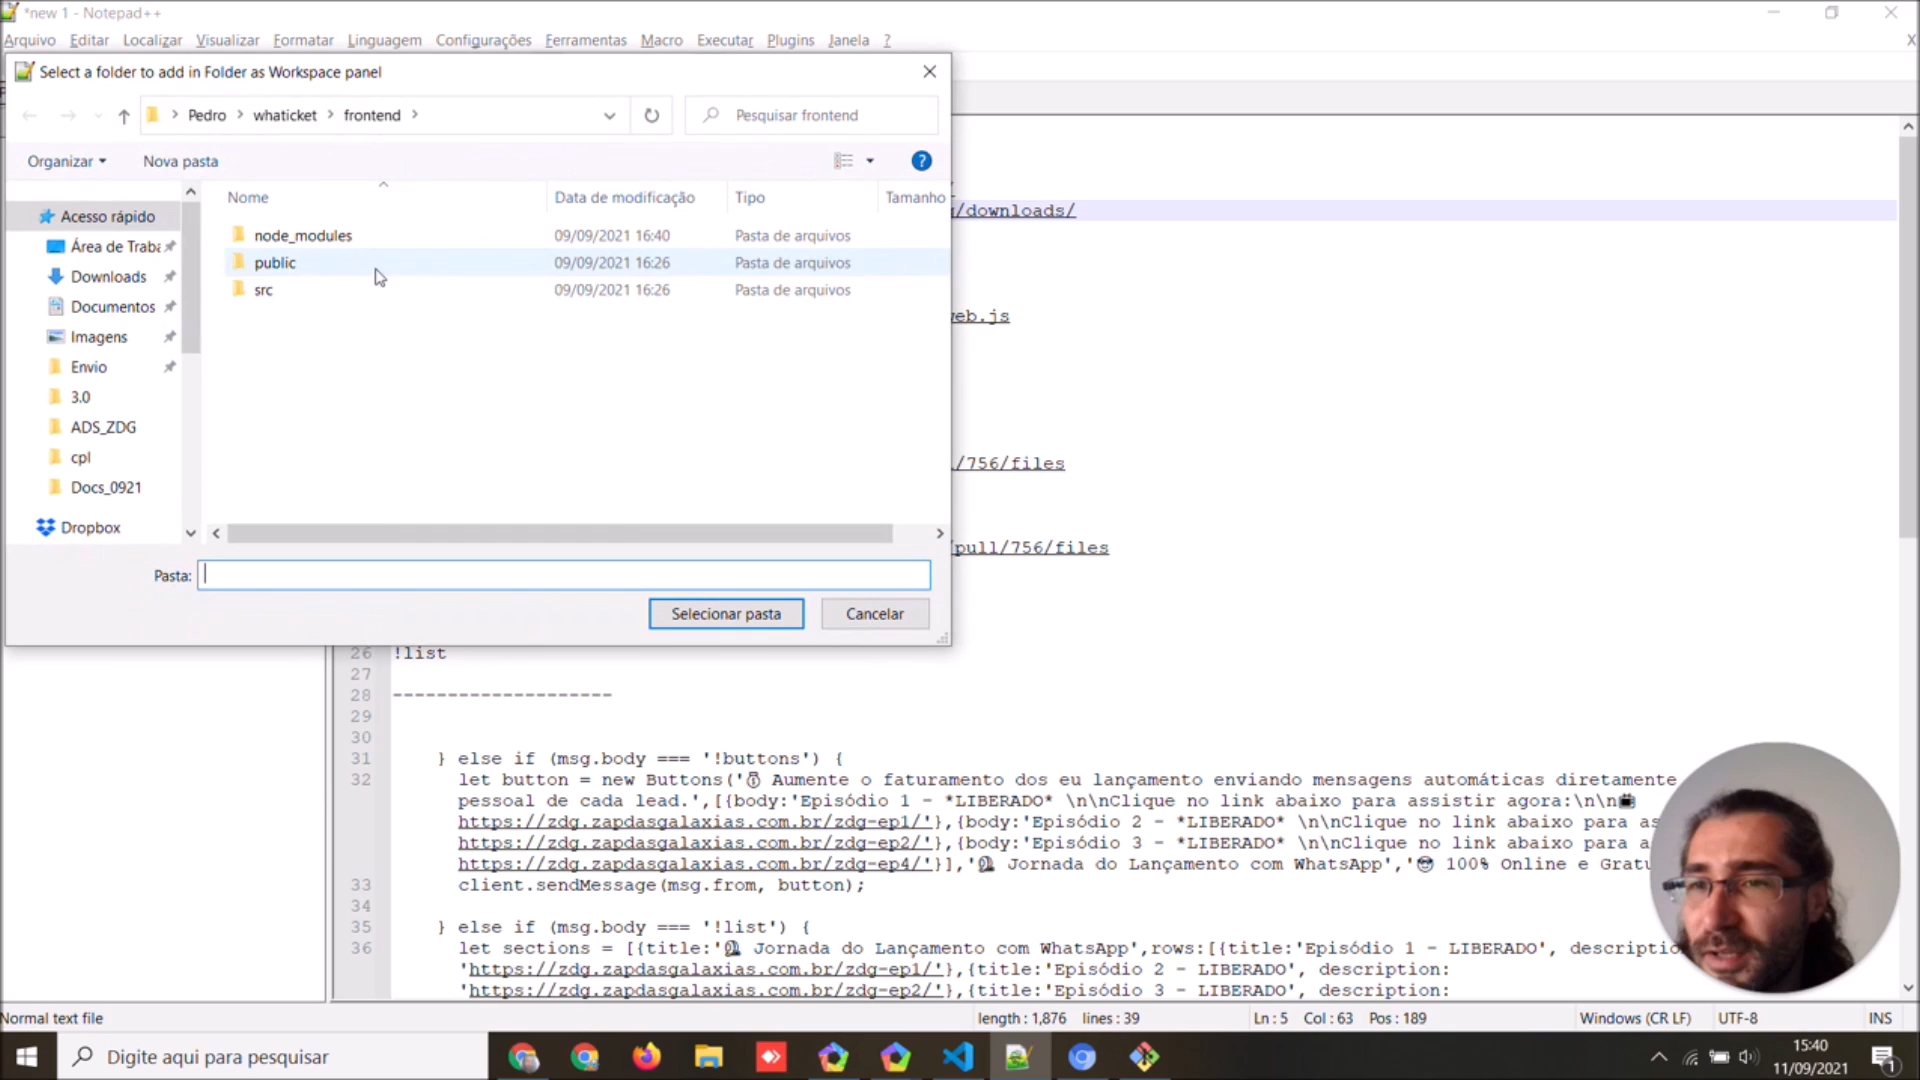 *new 1 - Notepad++
Arquivo Editar Localizar Visualizar Formatar Linguagem Configurações Ferramentas Macro Executar Plugins Janela ?
X
Select a folder to add in Folder as Workspace panel
Pedro whaticket frontend
Pesquisar frontend
Organizar Nova pasta
?
Nome Data de modificação Tipo Tamanho
Acesso rápido
Área de Traba
Downloads
Documentos
Imagens
Envio
3.0
ADS_ZDG
cpl
Docs_0921
Dropbox
node_modules 09/09/2021 16:40 Pasta de arquivos
public 09/09/2021 16:26 Pasta de arquivos
src 09/09/2021 16:26 Pasta de arquivos
Pasta:
Selecionar pasta Cancelar
/downloads/
eb.js
/756/files
pull/756/files
26 !list
27
28 --------------------
29
30
31 } else if (msg.body === '!buttons') {
32 let button = new Buttons('💰 Aumente o faturamento dos eu lançamento enviando mensagens automáticas diretamente
pessoal de cada lead.',[{body:'Episódio 1 - *LIBERADO* \n\nClique no link abaixo para assistir agora:\n\n
https://zdg.zapdasgalaxias.com.br/zdg-ep1/'},{body:'Episódio 2 - *LIBERADO* \n\nClique no link abaixo para as
https://zdg.zapdasgalaxias.com.br/zdg-ep2/'},{body:'Episódio 3 - *LIBERADO* \n\nClique no link abaixo para a
https://zdg.zapdasgalaxias.com.br/zdg-ep4/'}],' Jornada do Lançamento com WhatsApp','😎 100% Online e Gratu
33 client.sendMessage(msg.from, button);
34
35 } else if (msg.body === '!list') {
36 let sections = [{title:' Jornada do Lançamento com WhatsApp',rows:[{title:'Episódio 1 - LIBERADO', descripti
'https://zdg.zapdasgalaxias.com.br/zdg-ep1/'},{title:'Episódio 2 - LIBERADO', description:
'https://zdg.zapdasgalaxias.com.br/zdg-ep2/'},{title:'Episódio 3 - LIBERADO', description:
Normal text file length : 1,876 lines : 39 Ln : 5 Col : 63 Pos : 189 Windows (CR LF) UTF-8 INS
Digite aqui para pesquisar
15:40
11/09/2021
1